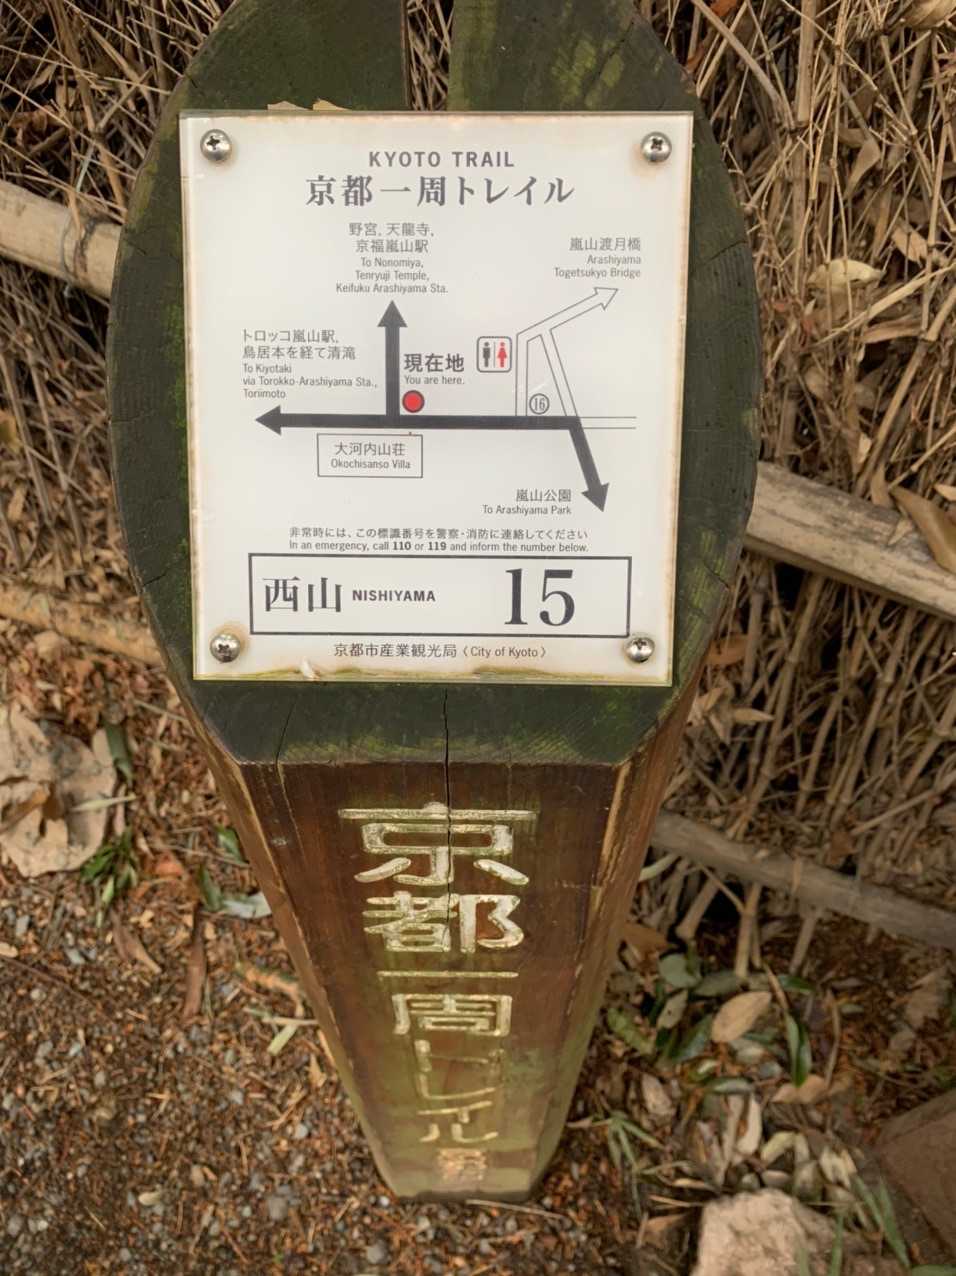 KYOTO TRAIL
京都一周トレイル
野宮, 天龍寺,
京福嵐山駅
To Nonomiya,
Tenryuji Temple,
Keifuku Arashiyama Sta.
嵐山渡月橋
Arashiyama
Togetsukyo Bridge
トロッコ嵐山駅,
鳥居本を経て清滝
To Kiyotaki
via Torokko-Arashiyama Sta.,
Toriimoto
現在地
You are here.
16
大河内山荘
Okochisanso Villa
嵐山公園
To Arashiyama Park
非常時には、この標識番号を警察・消防に連絡してください
In an emergency, call 110 or 119 and inform the number below.
西山 NISHIYAMA 15
京都市産業観光局〈City of Kyoto〉
京都一周トレイル